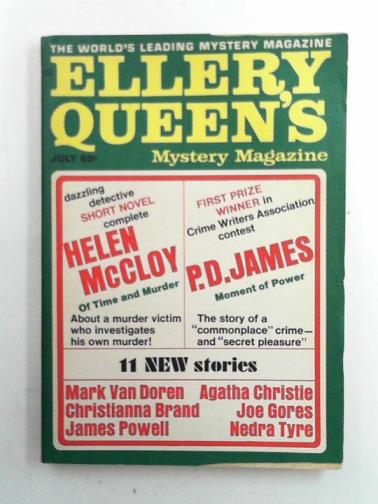 THE WORLD'S LEADING MYSTERY MAGAZINE
ELLERY
QUEEN'S
JULY 60¢
Mystery Magazine
dazzling
detective
SHORT NOVEL
complete
HELEN
McCLOY
Of Time and Murder
About a murder victim
who investigates
his own murder!
FIRST PRIZE
WINNER in
Crime Writers Association
contest
P.D. JAMES
Moment of Power
The story of a
"commonplace" crime—
and "secret pleasure"
11 NEW stories
Mark Van Doren Agatha Christie
Christianna Brand Joe Gores
James Powell Nedra Tyre